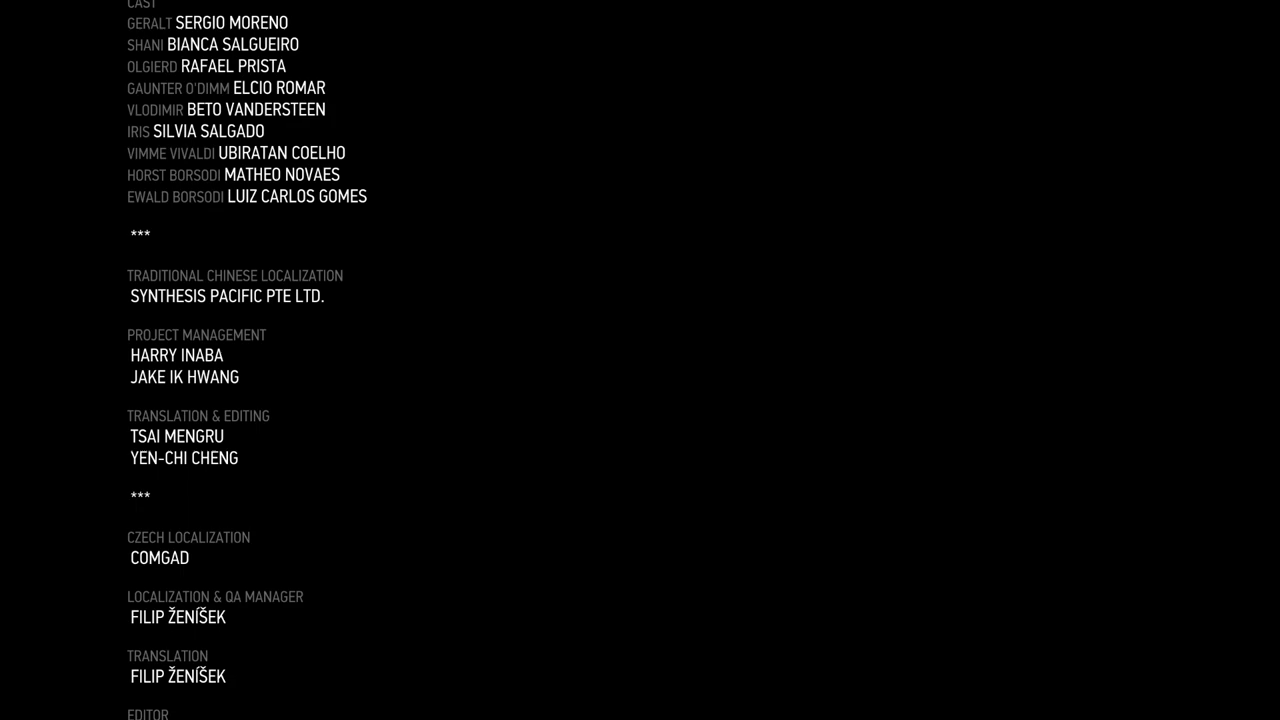 CAST
GERALT SERGIO MORENO
SHANI BIANCA SALGUEIRO
OLGIERD RAFAEL PRISTA
GAUNTER O'DIMM ELCIO ROMAR
VLODIMIR BETO VANDERSTEEN
IRIS SILVIA SALGADO
VIMME VIVALDI UBIRATAN COELHO
HORST BORSODI MATHEO NOVAES
EWALD BORSODI LUIZ CARLOS GOMES
***
TRADITIONAL CHINESE LOCALIZATION
SYNTHESIS PACIFIC PTE LTD.
PROJECT MANAGEMENT
HARRY INABA
JAKE IK HWANG
TRANSLATION & EDITING
TSAI MENGRU
YEN-CHI CHENG
***
CZECH LOCALIZATION
COMGAD
LOCALIZATION & QA MANAGER
FILIP ŽENÍŠEK
TRANSLATION
FILIP ŽENÍŠEK
EDITOR